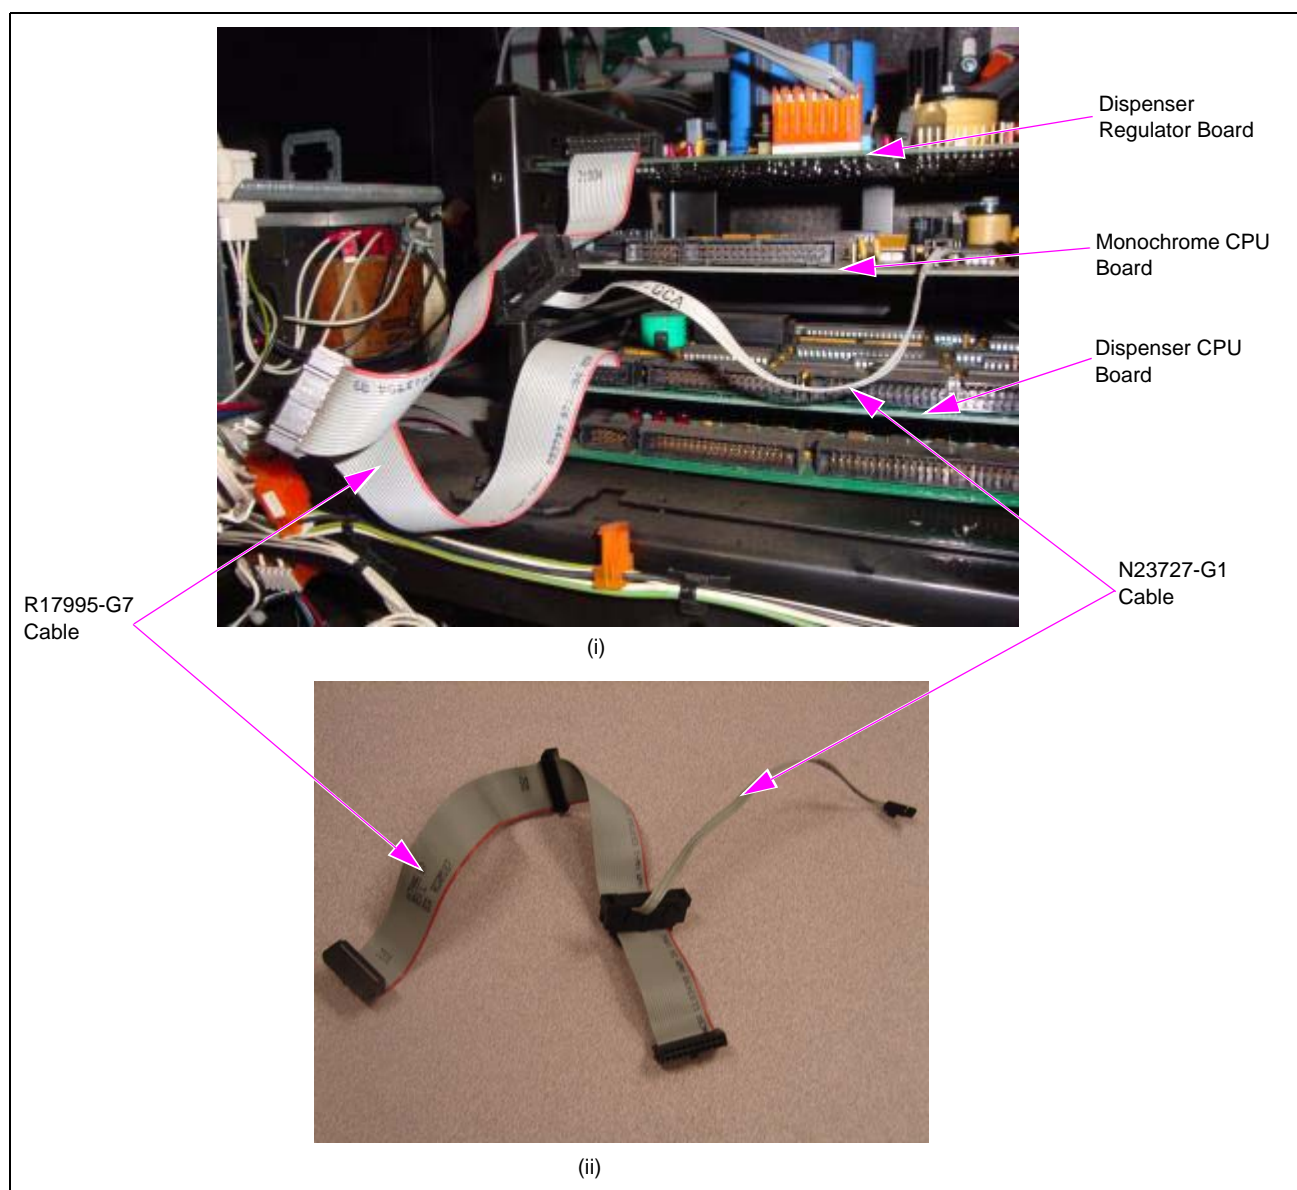 Dispenser
Regulator Board
Monochrome CPU
Board
Dispenser CPU
Board
N23727-G1
Cable
R17995-G7
Cable
(i)
(ii)